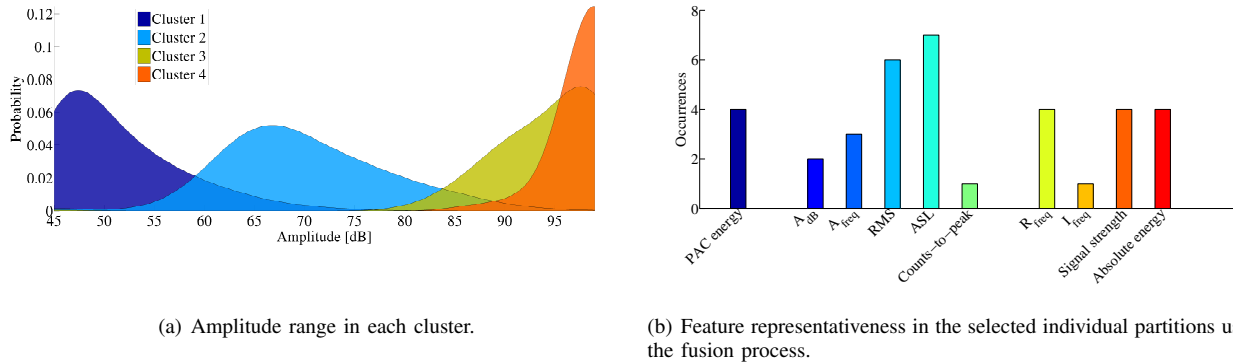 0.12
0.1
0.08
0.06
0.04
0.02
0
Probability
Cluster 1
Cluster 2
Cluster 3
Cluster 4
45 50 55 60 65 70 75 80 85 90 95
Amplitude [dB]
(a) Amplitude range in each cluster.
8
6
4
2
0
Occurrences
PAC energy
A dB
A freq
RMS
ASL
Counts−to−peak
R freq
I freq
Signal strength
Absolute energy
(b) Feature representativeness in the selected individual partitions u
the fusion process.